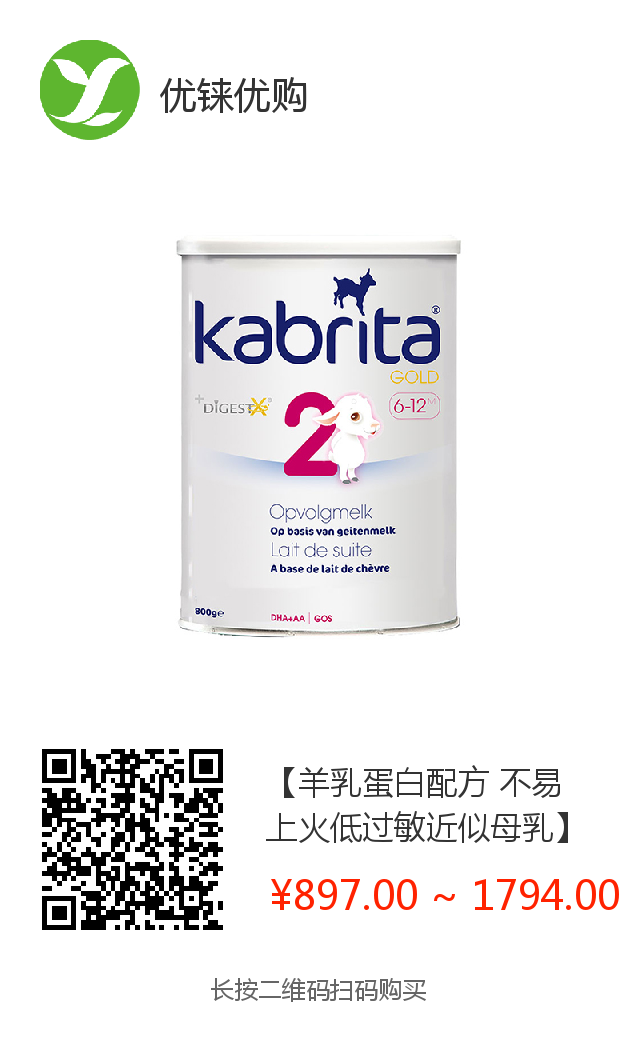 优铼优购
kabrita®
GOLD
+DIGESTX®
2
6-12M
Opvolgmelk
Op basis van geitenmelk
Lait de suite
A base de lait de chèvre
800g℮
DHA+AA | GOS
【羊乳蛋白配方 不易
上火低过敏近似母乳】
¥897.00 ~ 1794.00
长按二维码扫码购买